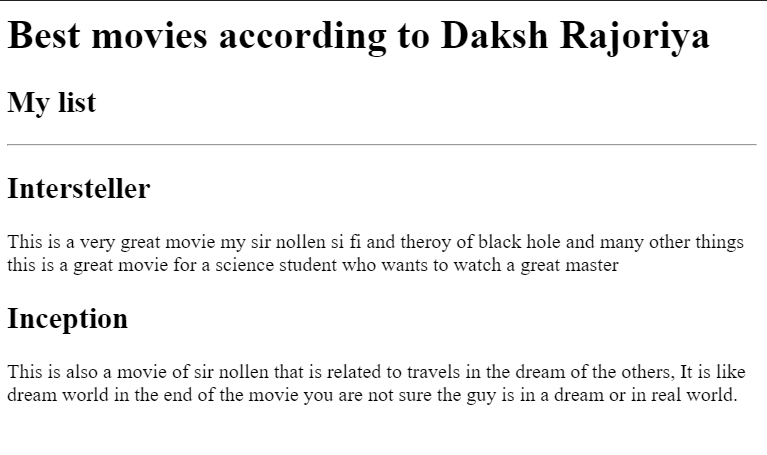 Best movies according to Daksh Rajoriya
My list
Intersteller
This is a very great movie my sir nollen si fi and theroy of black hole and many other things
this is a great movie for a science student who wants to watch a great master
Inception
This is also a movie of sir nollen that is related to travels in the dream of the others, It is like
dream world in the end of the movie you are not sure the guy is in a dream or in real world.